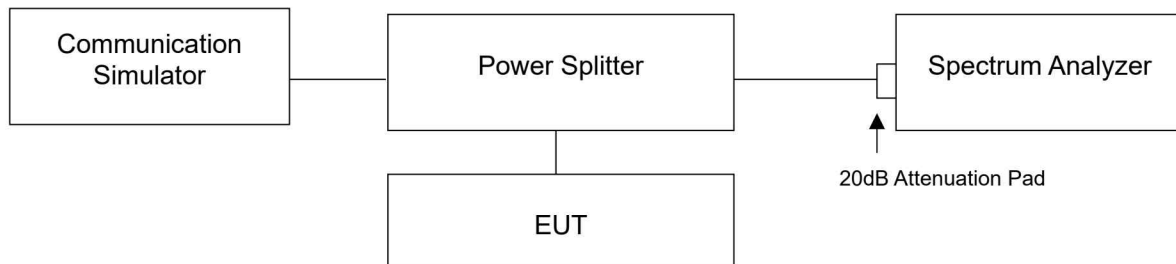 Communication
Simulator
Power Splitter
Spectrum Analyzer
20dB Attenuation Pad
EUT